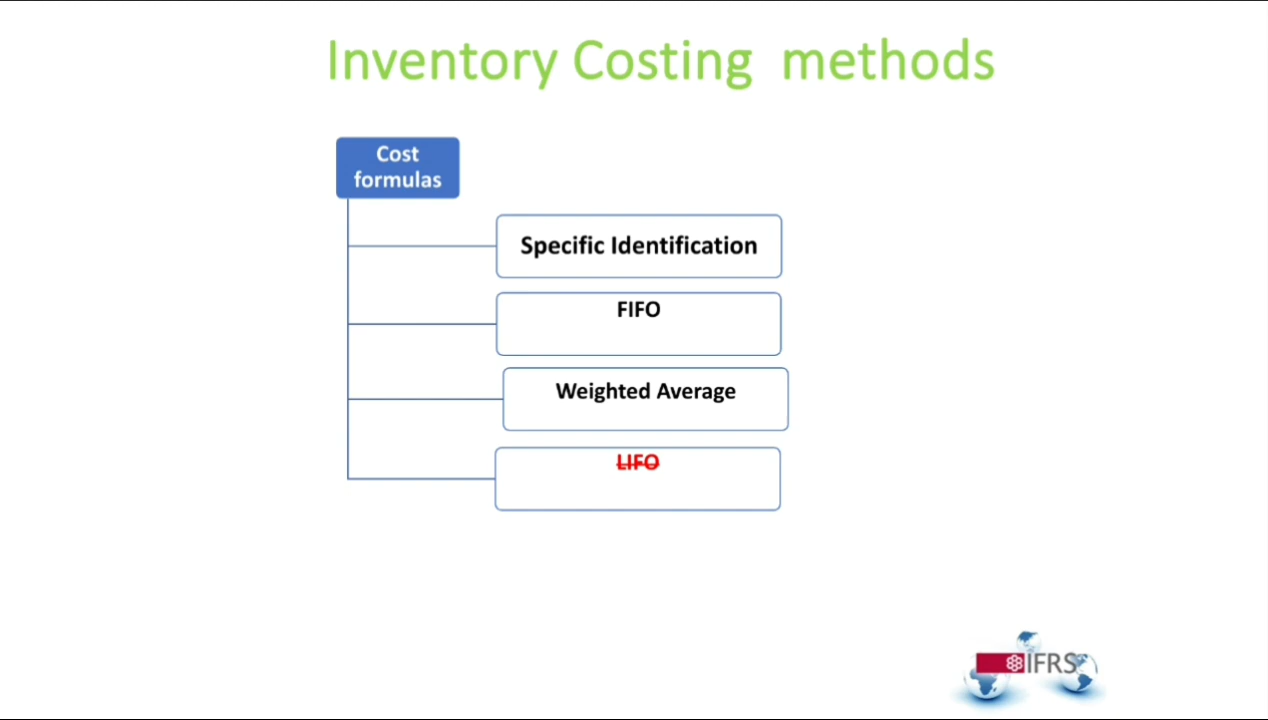 Inventory Costing methods
Cost
formulas
Specific Identification
FIFO
Weighted Average
LIFO
IFRS